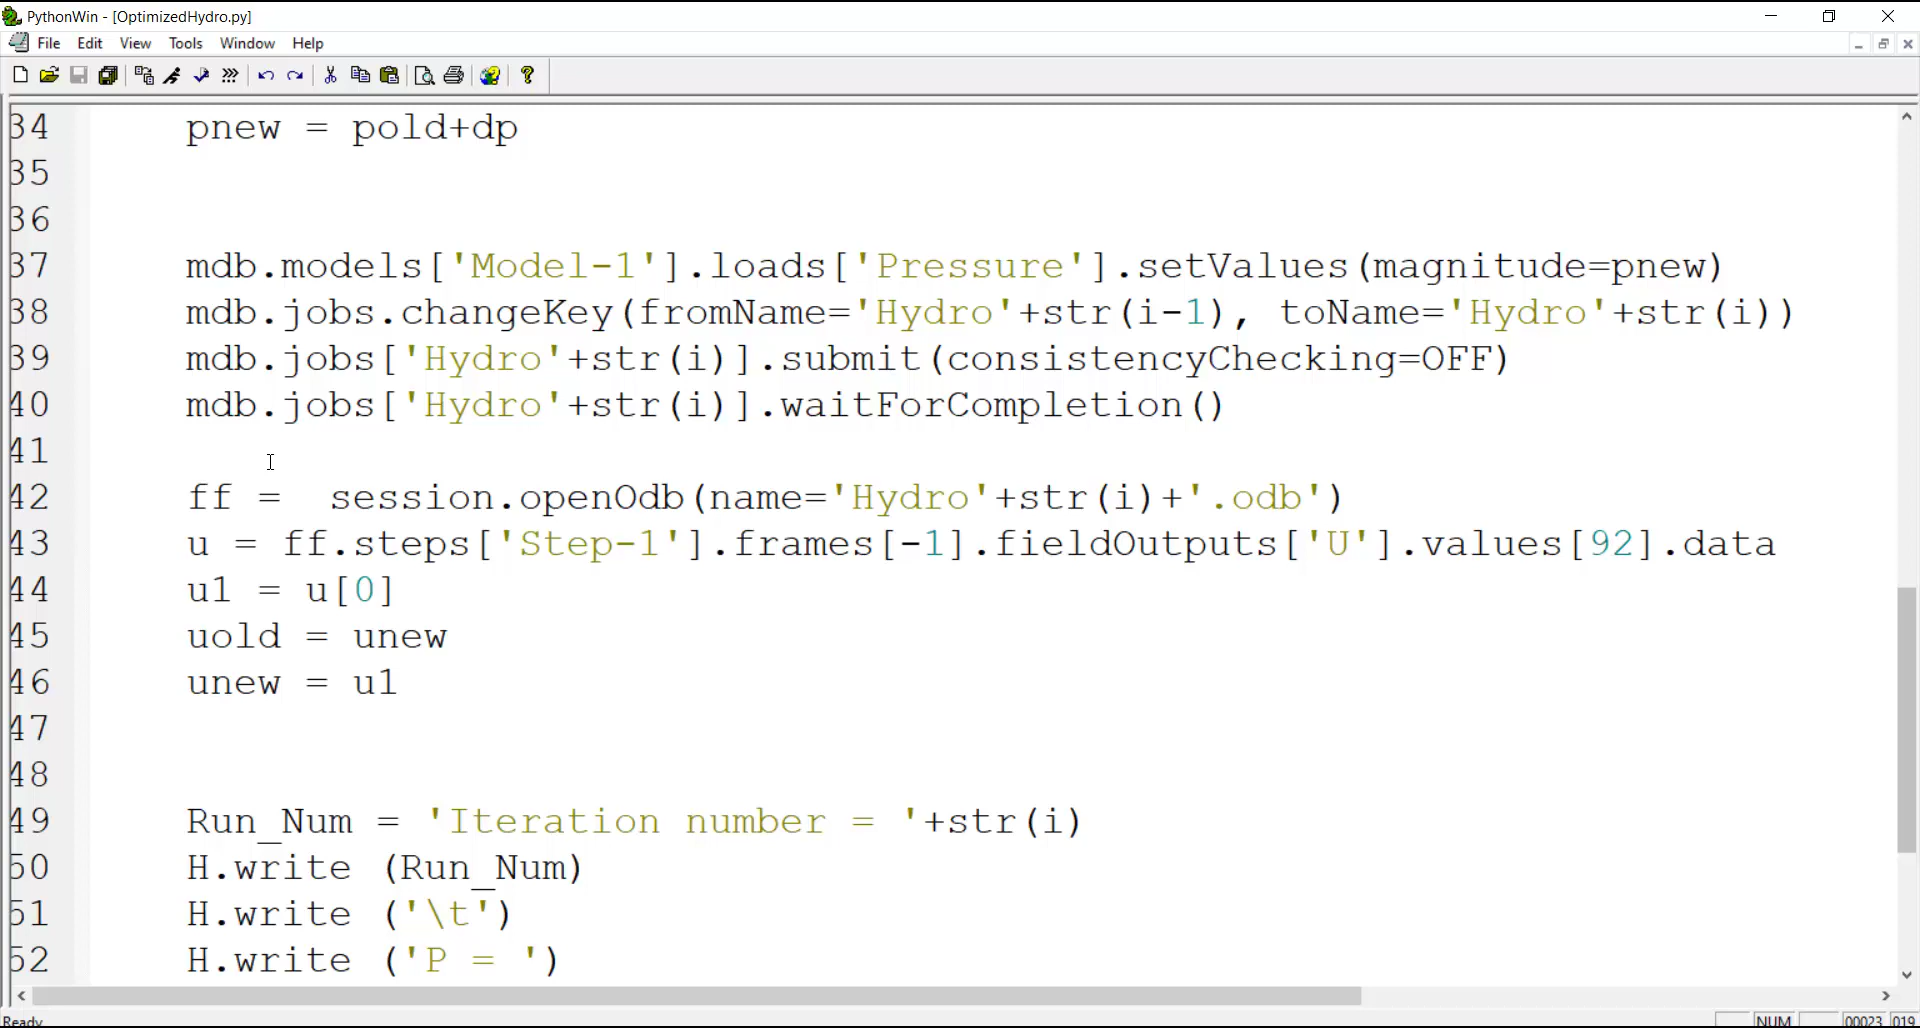 PythonWin - [OptimizedHydro.py]
File Edit View Tools Window Help
34 pnew = pold+dp
35
36
37 mdb.models['Model-1'].loads['Pressure'].setValues(magnitude=pnew)
38 mdb.jobs.changeKey(fromName='Hydro'+str(i-1), toName='Hydro'+str(i))
39 mdb.jobs['Hydro'+str(i)].submit(consistencyChecking=OFF)
40 mdb.jobs['Hydro'+str(i)].waitForCompletion()
41
42 ff =  session.openOdb(name='Hydro'+str(i)+'.odb')
43 u = ff.steps['Step-1'].frames[-1].fieldOutputs['U'].values[92].data
44 u1 = u[0]
45 uold = unew
46 unew = u1
47
48
49 Run_Num = 'Iteration number = '+str(i)
50 H.write (Run_Num)
51 H.write ('\t')
52 H.write ('P = ')
Ready NUM 00023 019